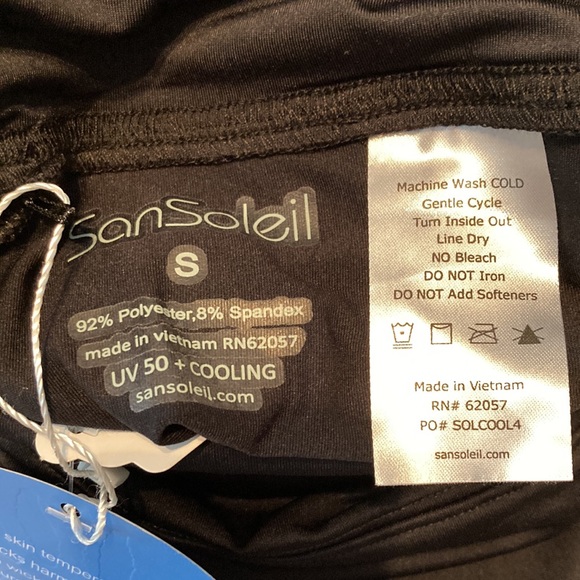 SanSoleil
S
92% Polyester,8% Spandex
made in vietnam RN62057
UV 50 + COOLING
sansoleil.com
Machine Wash COLD
Gentle Cycle
Turn Inside Out
Line Dry
NO Bleach
DO NOT Iron
DO NOT Add Softeners
Made in Vietnam
RN# 62057
PO# SOLCOOL4
sansoleil.com
skin temper
cks harm